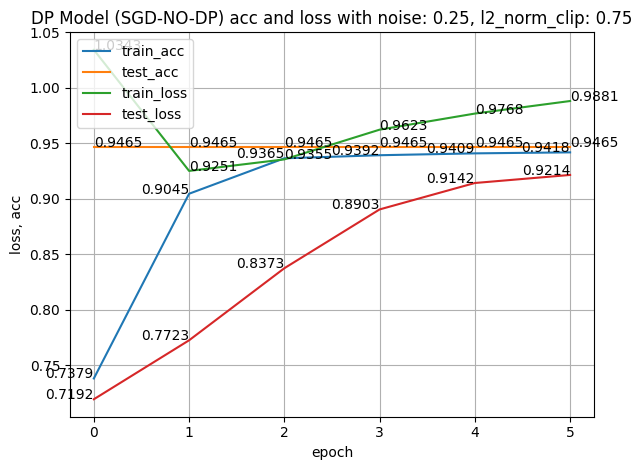 DP Model (SGD-NO-DP) acc and loss with noise: 0.25, l2_norm_clip: 0.75
1.05
1.00
0.95
0.90
0.85
0.80
0.75
loss, acc
train_acc
test_acc
train_loss
test_loss
1.0343
0.9465 0.9465 0.9465 0.9465 0.9465 0.9465
0.9251 0.9355 0.9623 0.9768 0.9881
0.7379 0.9045 0.9365 0.9392 0.9409 0.9418
0.7192 0.7723 0.8373 0.8903 0.9142 0.9214
0 1 2 3 4 5
epoch